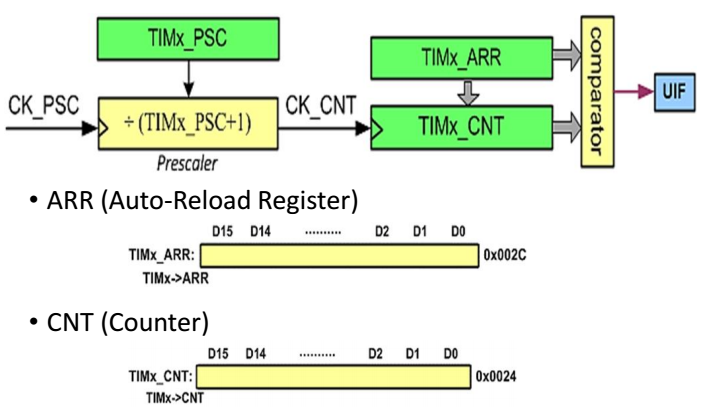 TIMx_PSC
TIMx_ARR
comparator
CK_PSC
÷ (TIMx_PSC+1)
CK_CNT
TIMx_CNT
UIF
Prescaler
• ARR (Auto-Reload Register)
D15 D14 .......... D2 D1 D0
TIMx_ARR: 0x002C
TIMx->ARR
• CNT (Counter)
D15 D14 .......... D2 D1 D0
TIMx_CNT: 0x0024
TIMx->CNT